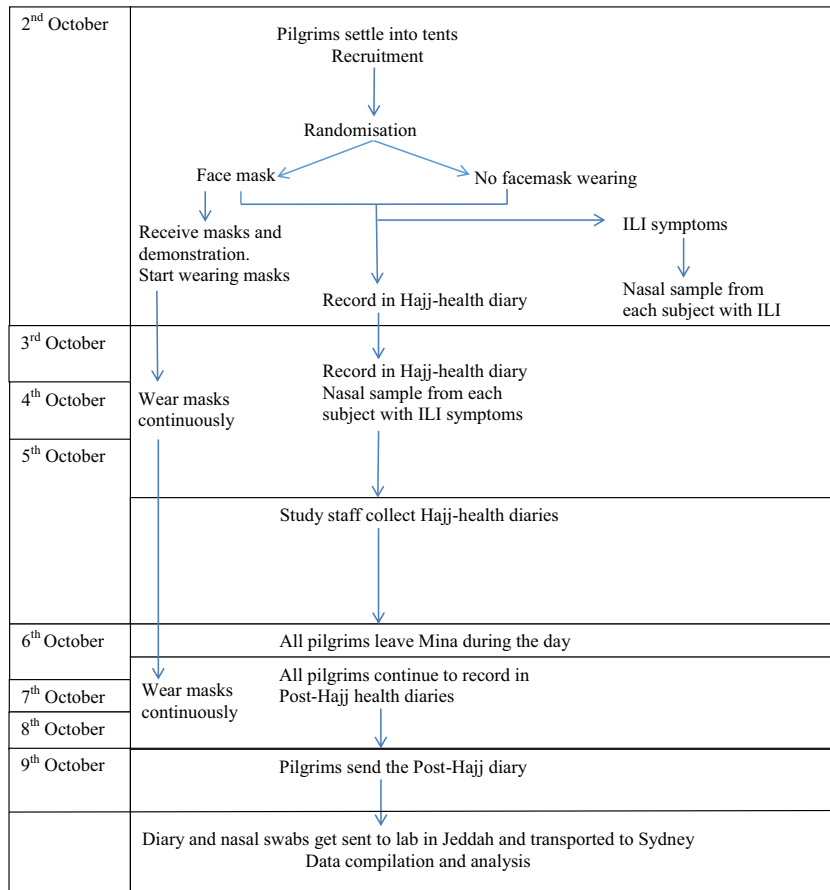 2nd October
Pilgrims settle into tents
Recruitment
Randomisation
Face mask
No facemask wearing
Receive masks and
demonstration.
Start wearing masks
ILI symptoms
Record in Hajj-health diary
Nasal sample from
each subject with ILI
3rd October
Record in Hajj-health diary
Nasal sample from each
subject with ILI symptoms
4th October
Wear masks
continuously
5th October
Study staff collect Hajj-health diaries
6th October
All pilgrims leave Mina during the day
All pilgrims continue to record in
Post-Hajj health diaries
7th October
Wear masks
continuously
8th October
9th October
Pilgrims send the Post-Hajj diary
Diary and nasal swabs get sent to lab in Jeddah and transported to Sydney
Data compilation and analysis